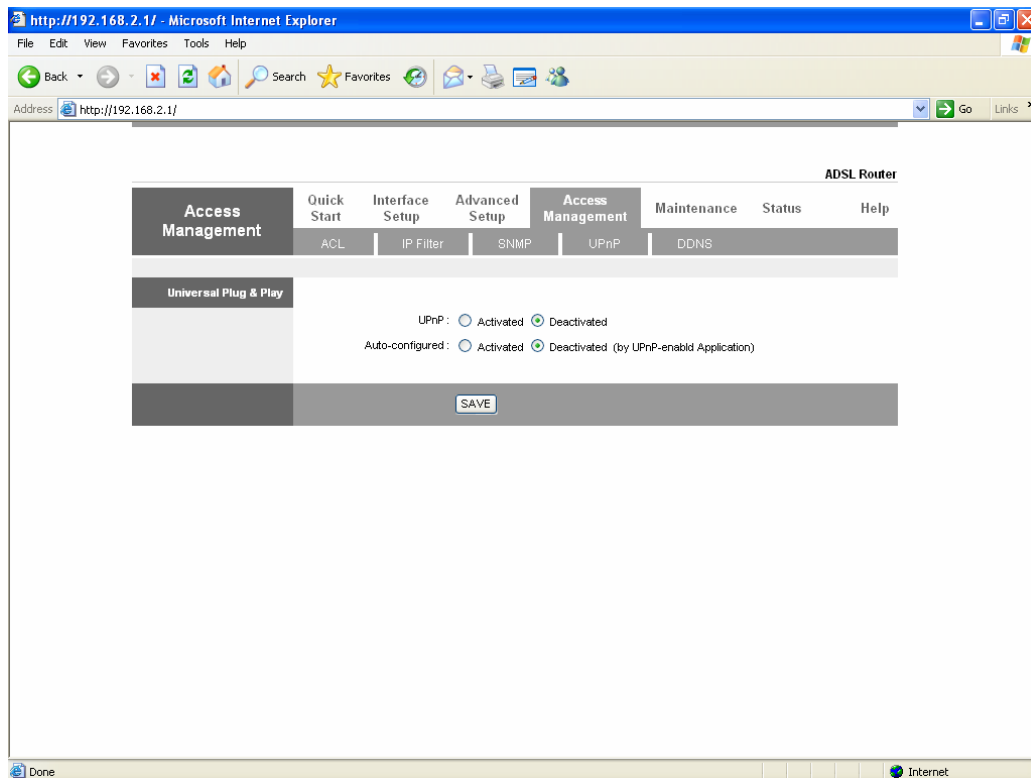 http://192.168.2.1/ - Microsoft Internet Explorer
File Edit View Favorites Tools Help
Back Search Favorites
Address http://192.168.2.1/ Go Links
ADSL Router
Access Management
Quick Start Interface Setup Advanced Setup Access Management Maintenance Status Help
ACL IP Filter SNMP UPnP DDNS
Universal Plug & Play
UPnP : Activated Deactivated
Auto-configured : Activated Deactivated (by UPnP-enabld Application)
SAVE
Done Internet